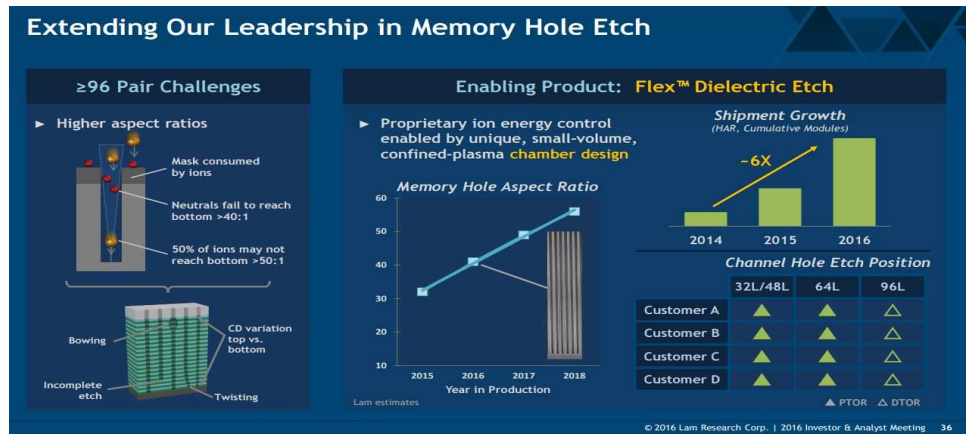 Extending Our Leadership in Memory Hole Etch
≥96 Pair Challenges
► Higher aspect ratios
Mask consumed
by ions
Neutrals fail to reach
bottom >40:1
50% of ions may not
reach bottom >50:1
Bowing
CD variation
top vs.
bottom
Incomplete
etch
Twisting
Enabling Product: Flex™ Dielectric Etch
► Proprietary ion energy control
enabled by unique, small-volume,
confined-plasma chamber design
Memory Hole Aspect Ratio
60
50
40
30
20
10
2015 2016 2017 2018
Year in Production
Lam estimates
Shipment Growth
(HAR, Cumulative Modules)
~6X
2014 2015 2016
Channel Hole Etch Position
32L/48L 64L 96L
Customer A ▲ ▲ △
Customer B ▲ ▲ △
Customer C ▲ ▲ △
Customer D ▲ ▲ △
▲ PTOR △ DTOR
© 2016 Lam Research Corp. | 2016 Investor & Analyst Meeting 36